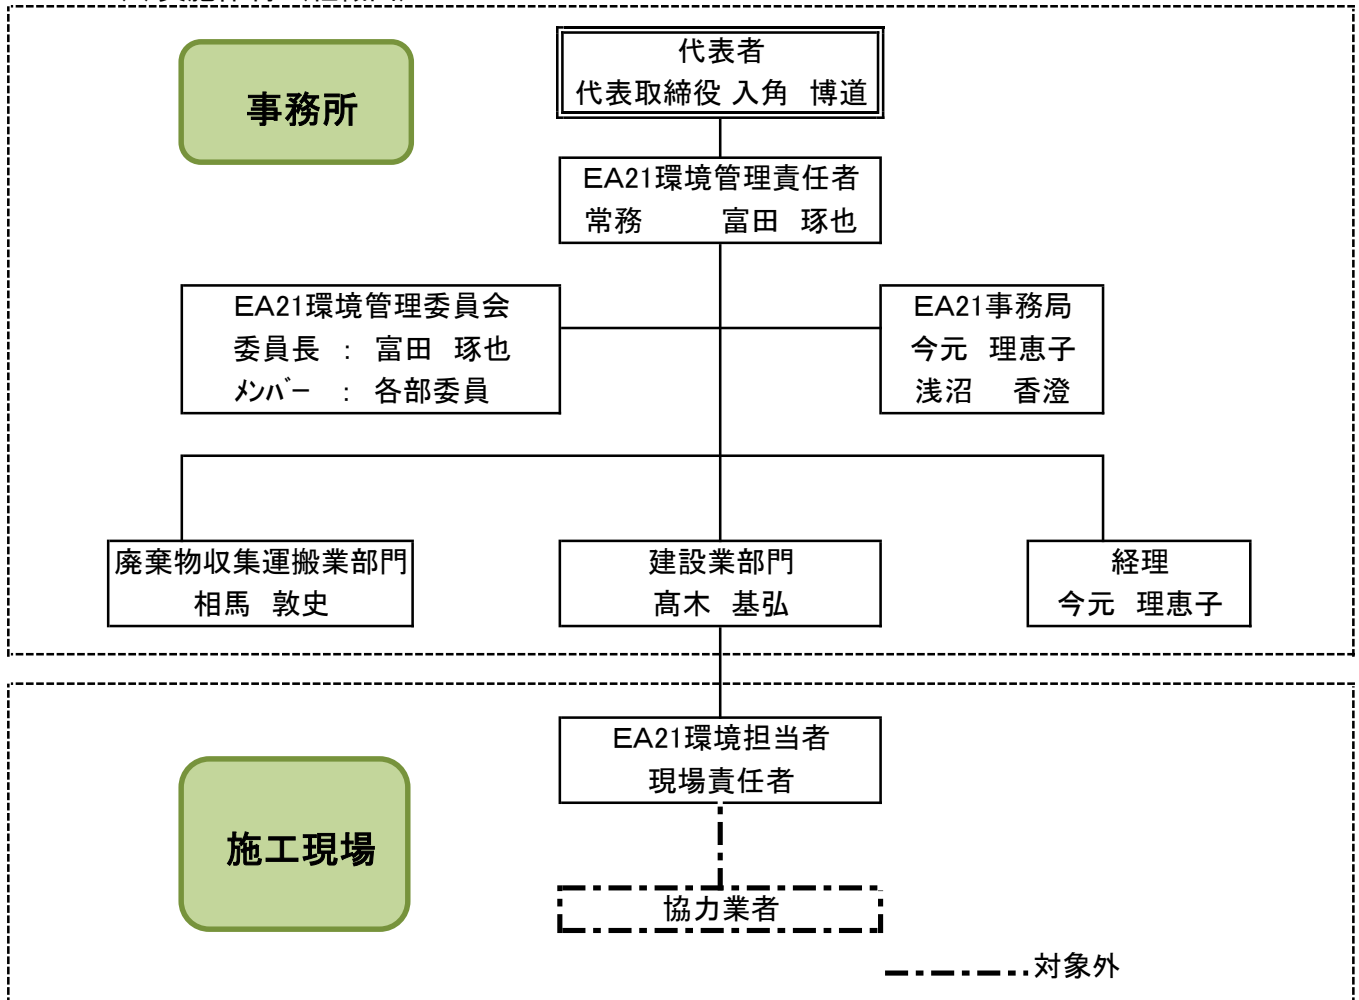 代表者
代表取締役 入角 博道
事務所
EA21環境管理責任者
常務 富田 琢也
EA21環境管理委員会
委員長 : 富田 琢也
ﾒﾝﾊﾞｰ : 各部委員
EA21事務局
今元 理恵子
浅沼 香澄
廃棄物収集運搬業部門
相馬 敦史
建設業部門
髙木 基弘
経理
今元 理恵子
EA21環境担当者
現場責任者
施工現場
協力業者
対象外